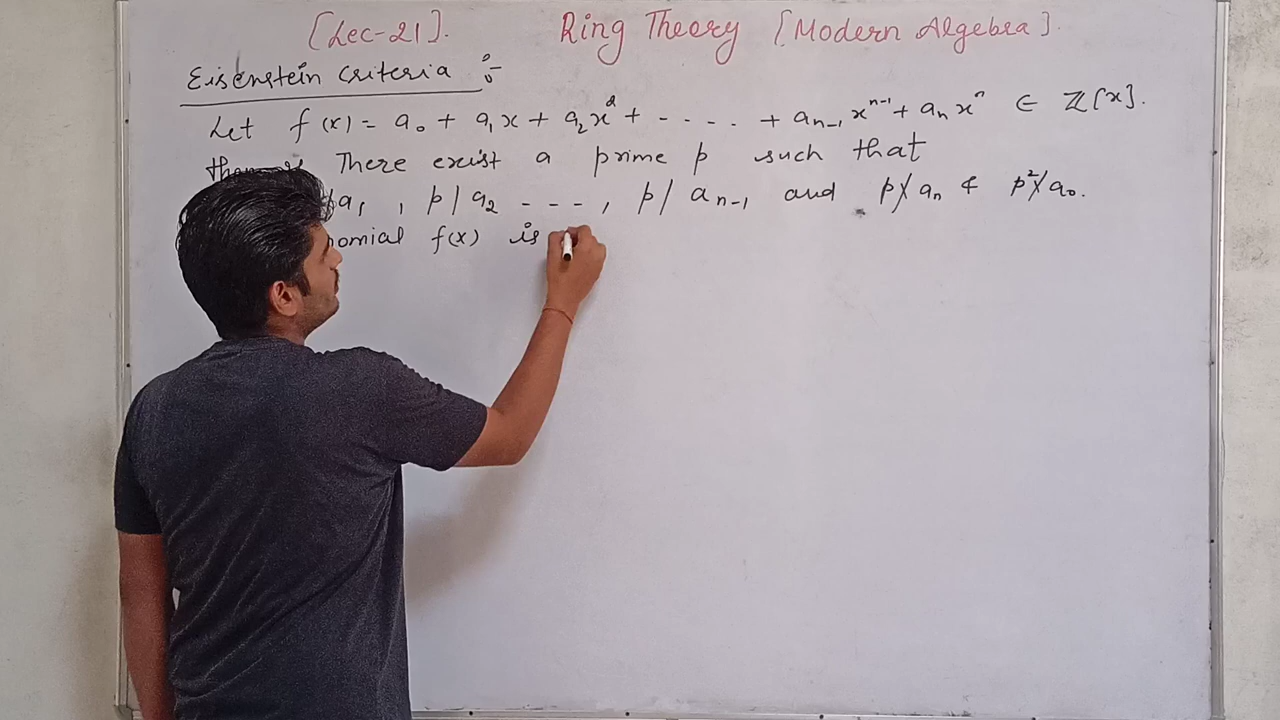 [Lec-21]. Ring Theory [Modern Algebra].
Eisenstein criteria :-
Let f(x) = a₀ + a₁x + a₂x² + - - - - . + aₙ₋₁xⁿ⁻¹ + aₙxⁿ ∈ ℤ[x].
There exist a prime p such that
a₁ , p | a₂ - - - , p | aₙ₋₁ and p∤aₙ & p²∤a₀.
nomial f(x) is